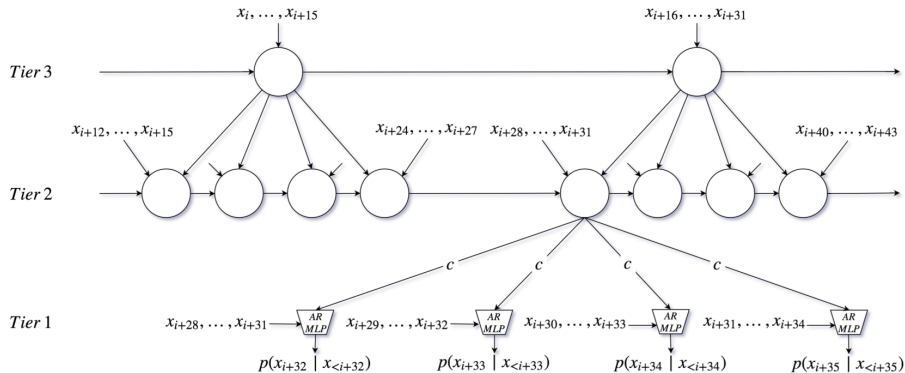 x_i, … , x_{i+15}
x_{i+16}, … , x_{i+31}
Tier 3
x_{i+12}, … , x_{i+15}
x_{i+24}, … , x_{i+27}
x_{i+28}, … , x_{i+31}
x_{i+40}, … , x_{i+43}
Tier 2
c
c
c
c
Tier 1
x_{i+28}, … , x_{i+31}
AR
MLP
x_{i+29}, … , x_{i+32}
AR
MLP
x_{i+30}, … , x_{i+33}
AR
MLP
x_{i+31}, … , x_{i+34}
AR
MLP
p(x_{i+32} | x_{<i+32})
p(x_{i+33} | x_{<i+33})
p(x_{i+34} | x_{<i+34})
p(x_{i+35} | x_{<i+35})